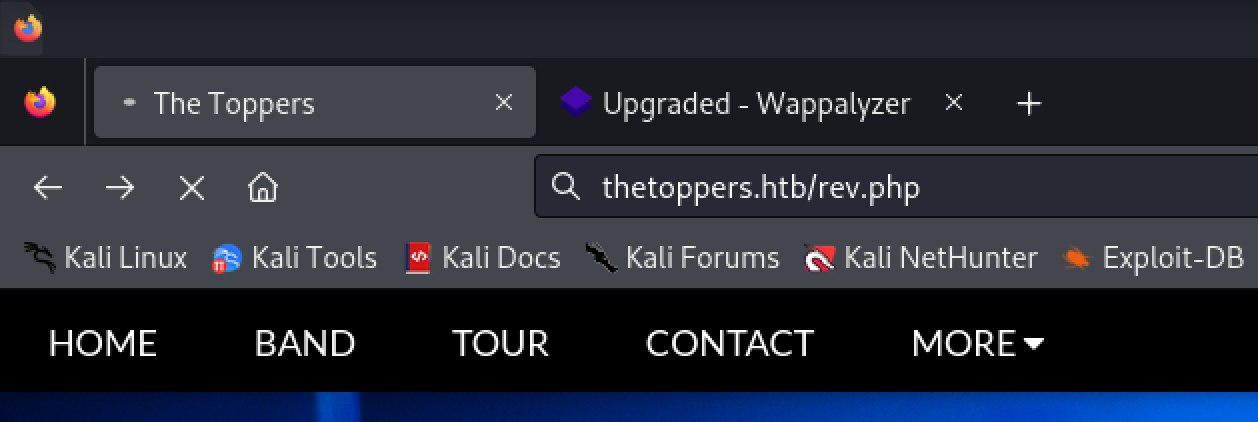 The Toppers Upgraded - Wappalyzer
thetoppers.htb/rev.php
Kali Linux Kali Tools Kali Docs Kali Forums Kali NetHunter Exploit-DB
HOME BAND TOUR CONTACT MORE